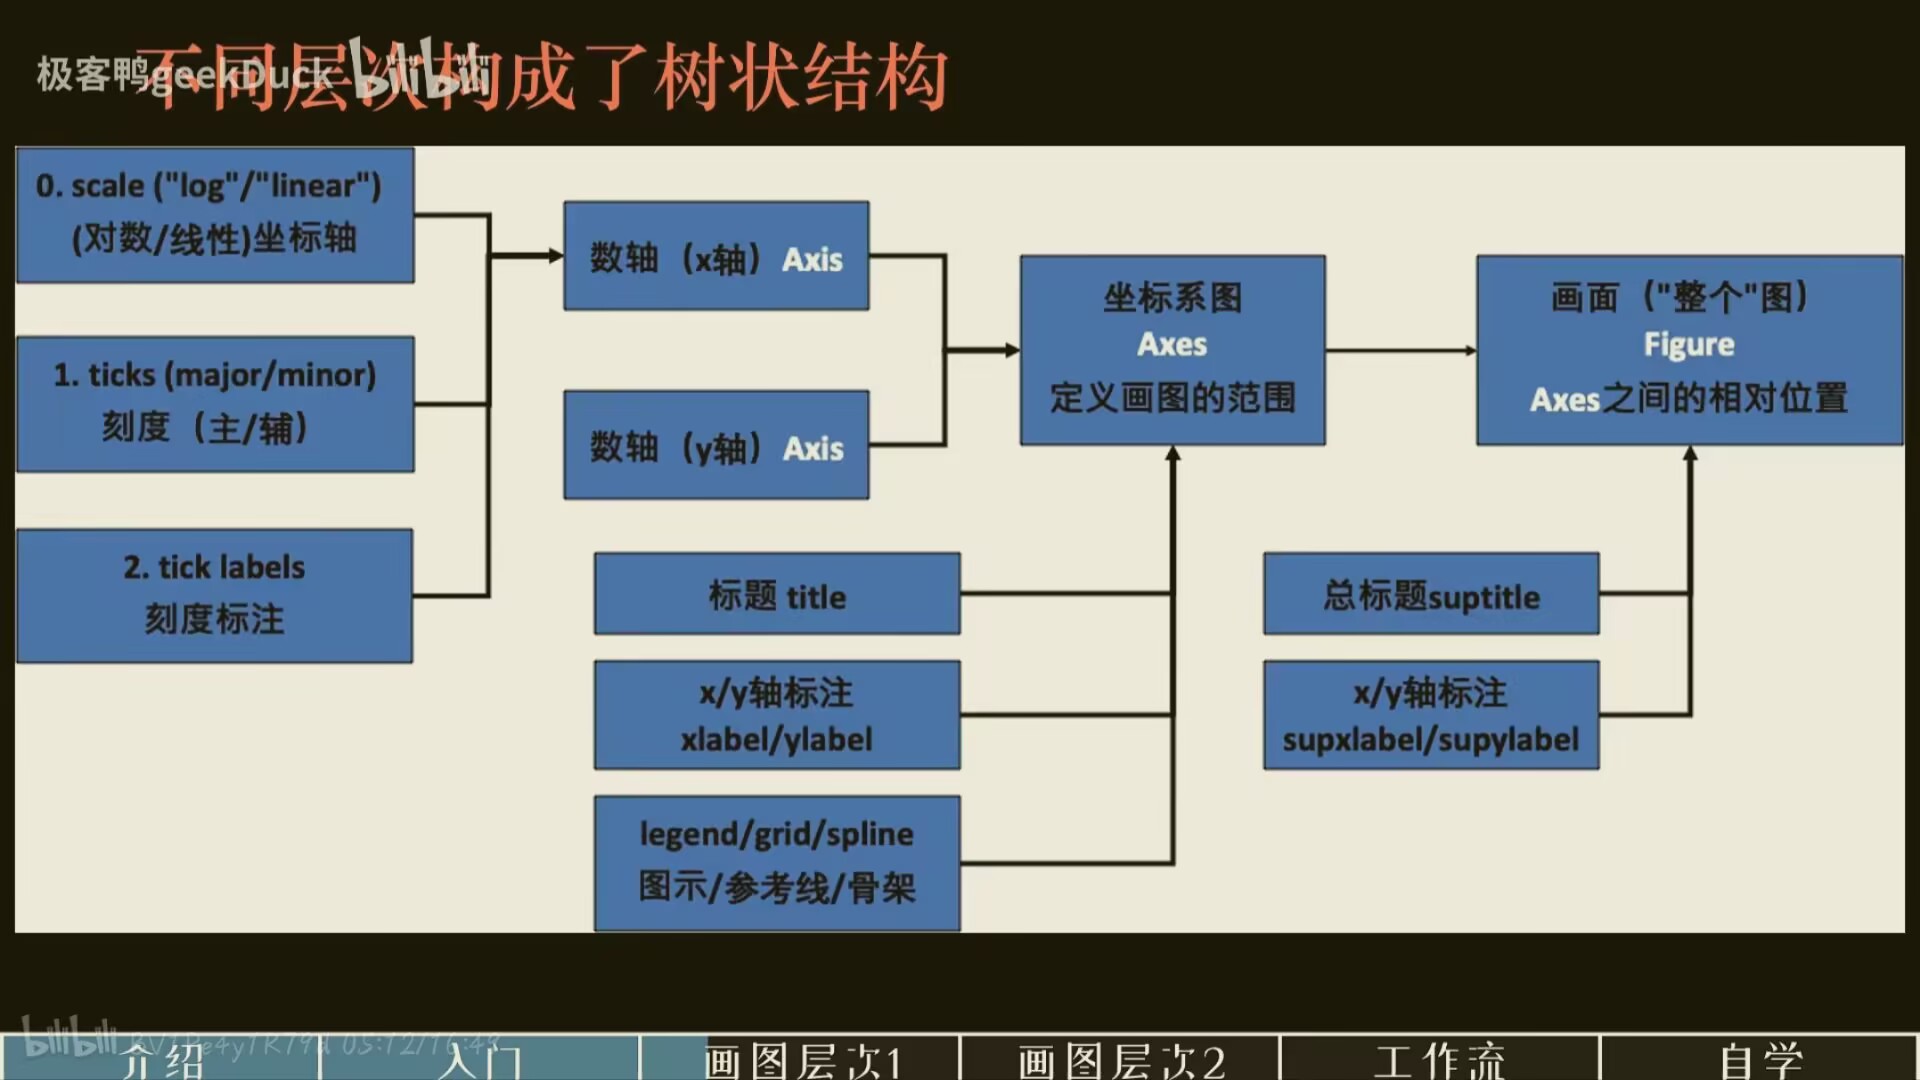 不同层次构成了树状结构
极客鸭geekDuck bilibili
0. scale ("log"/"linear")
(对数/线性)坐标轴
1. ticks (major/minor)
刻度（主/辅）
2. tick labels
刻度标注
数轴（x轴）Axis
数轴（y轴）Axis
坐标系图
Axes
定义画图的范围
画面（"整个"图）
Figure
Axes之间的相对位置
标题 title
x/y轴标注
xlabel/ylabel
legend/grid/spline
图示/参考线/骨架
总标题suptitle
x/y轴标注
supxlabel/supylabel
bilibili
介绍
入门
画图层次1
画图层次2
工作流
自学